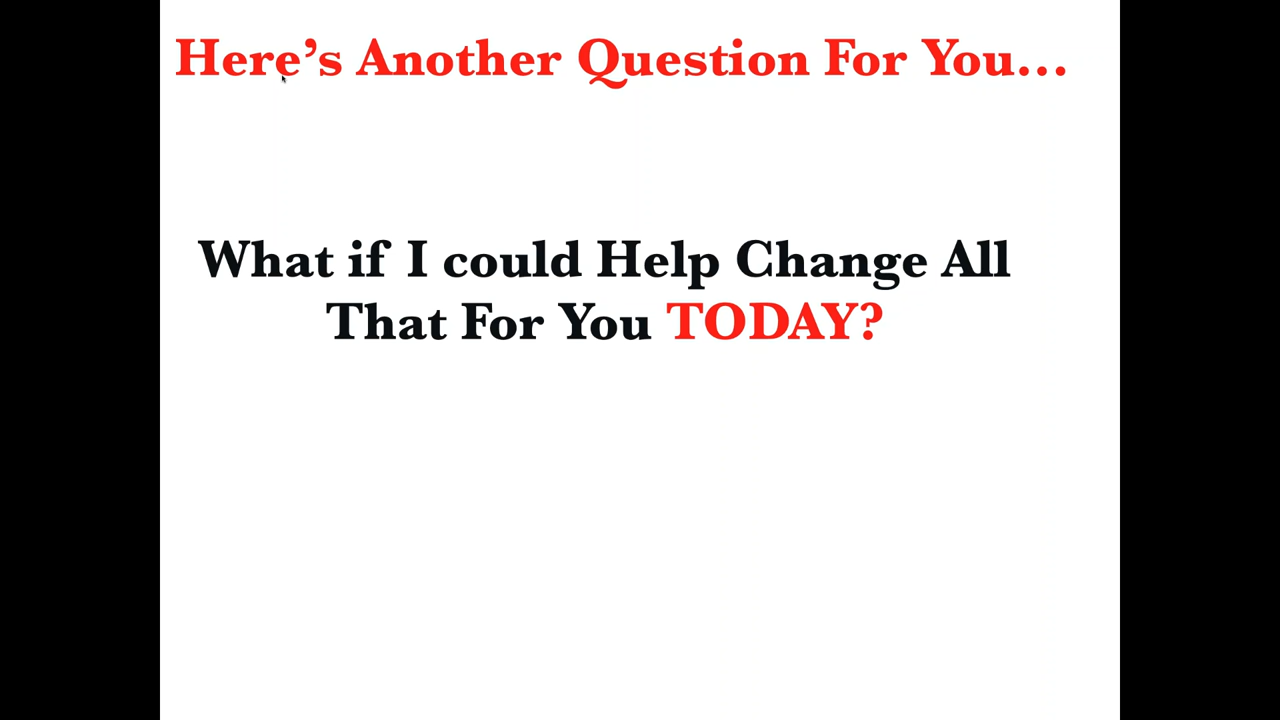 Here’s Another Question For You...
What if I could Help Change All
That For You TODAY?